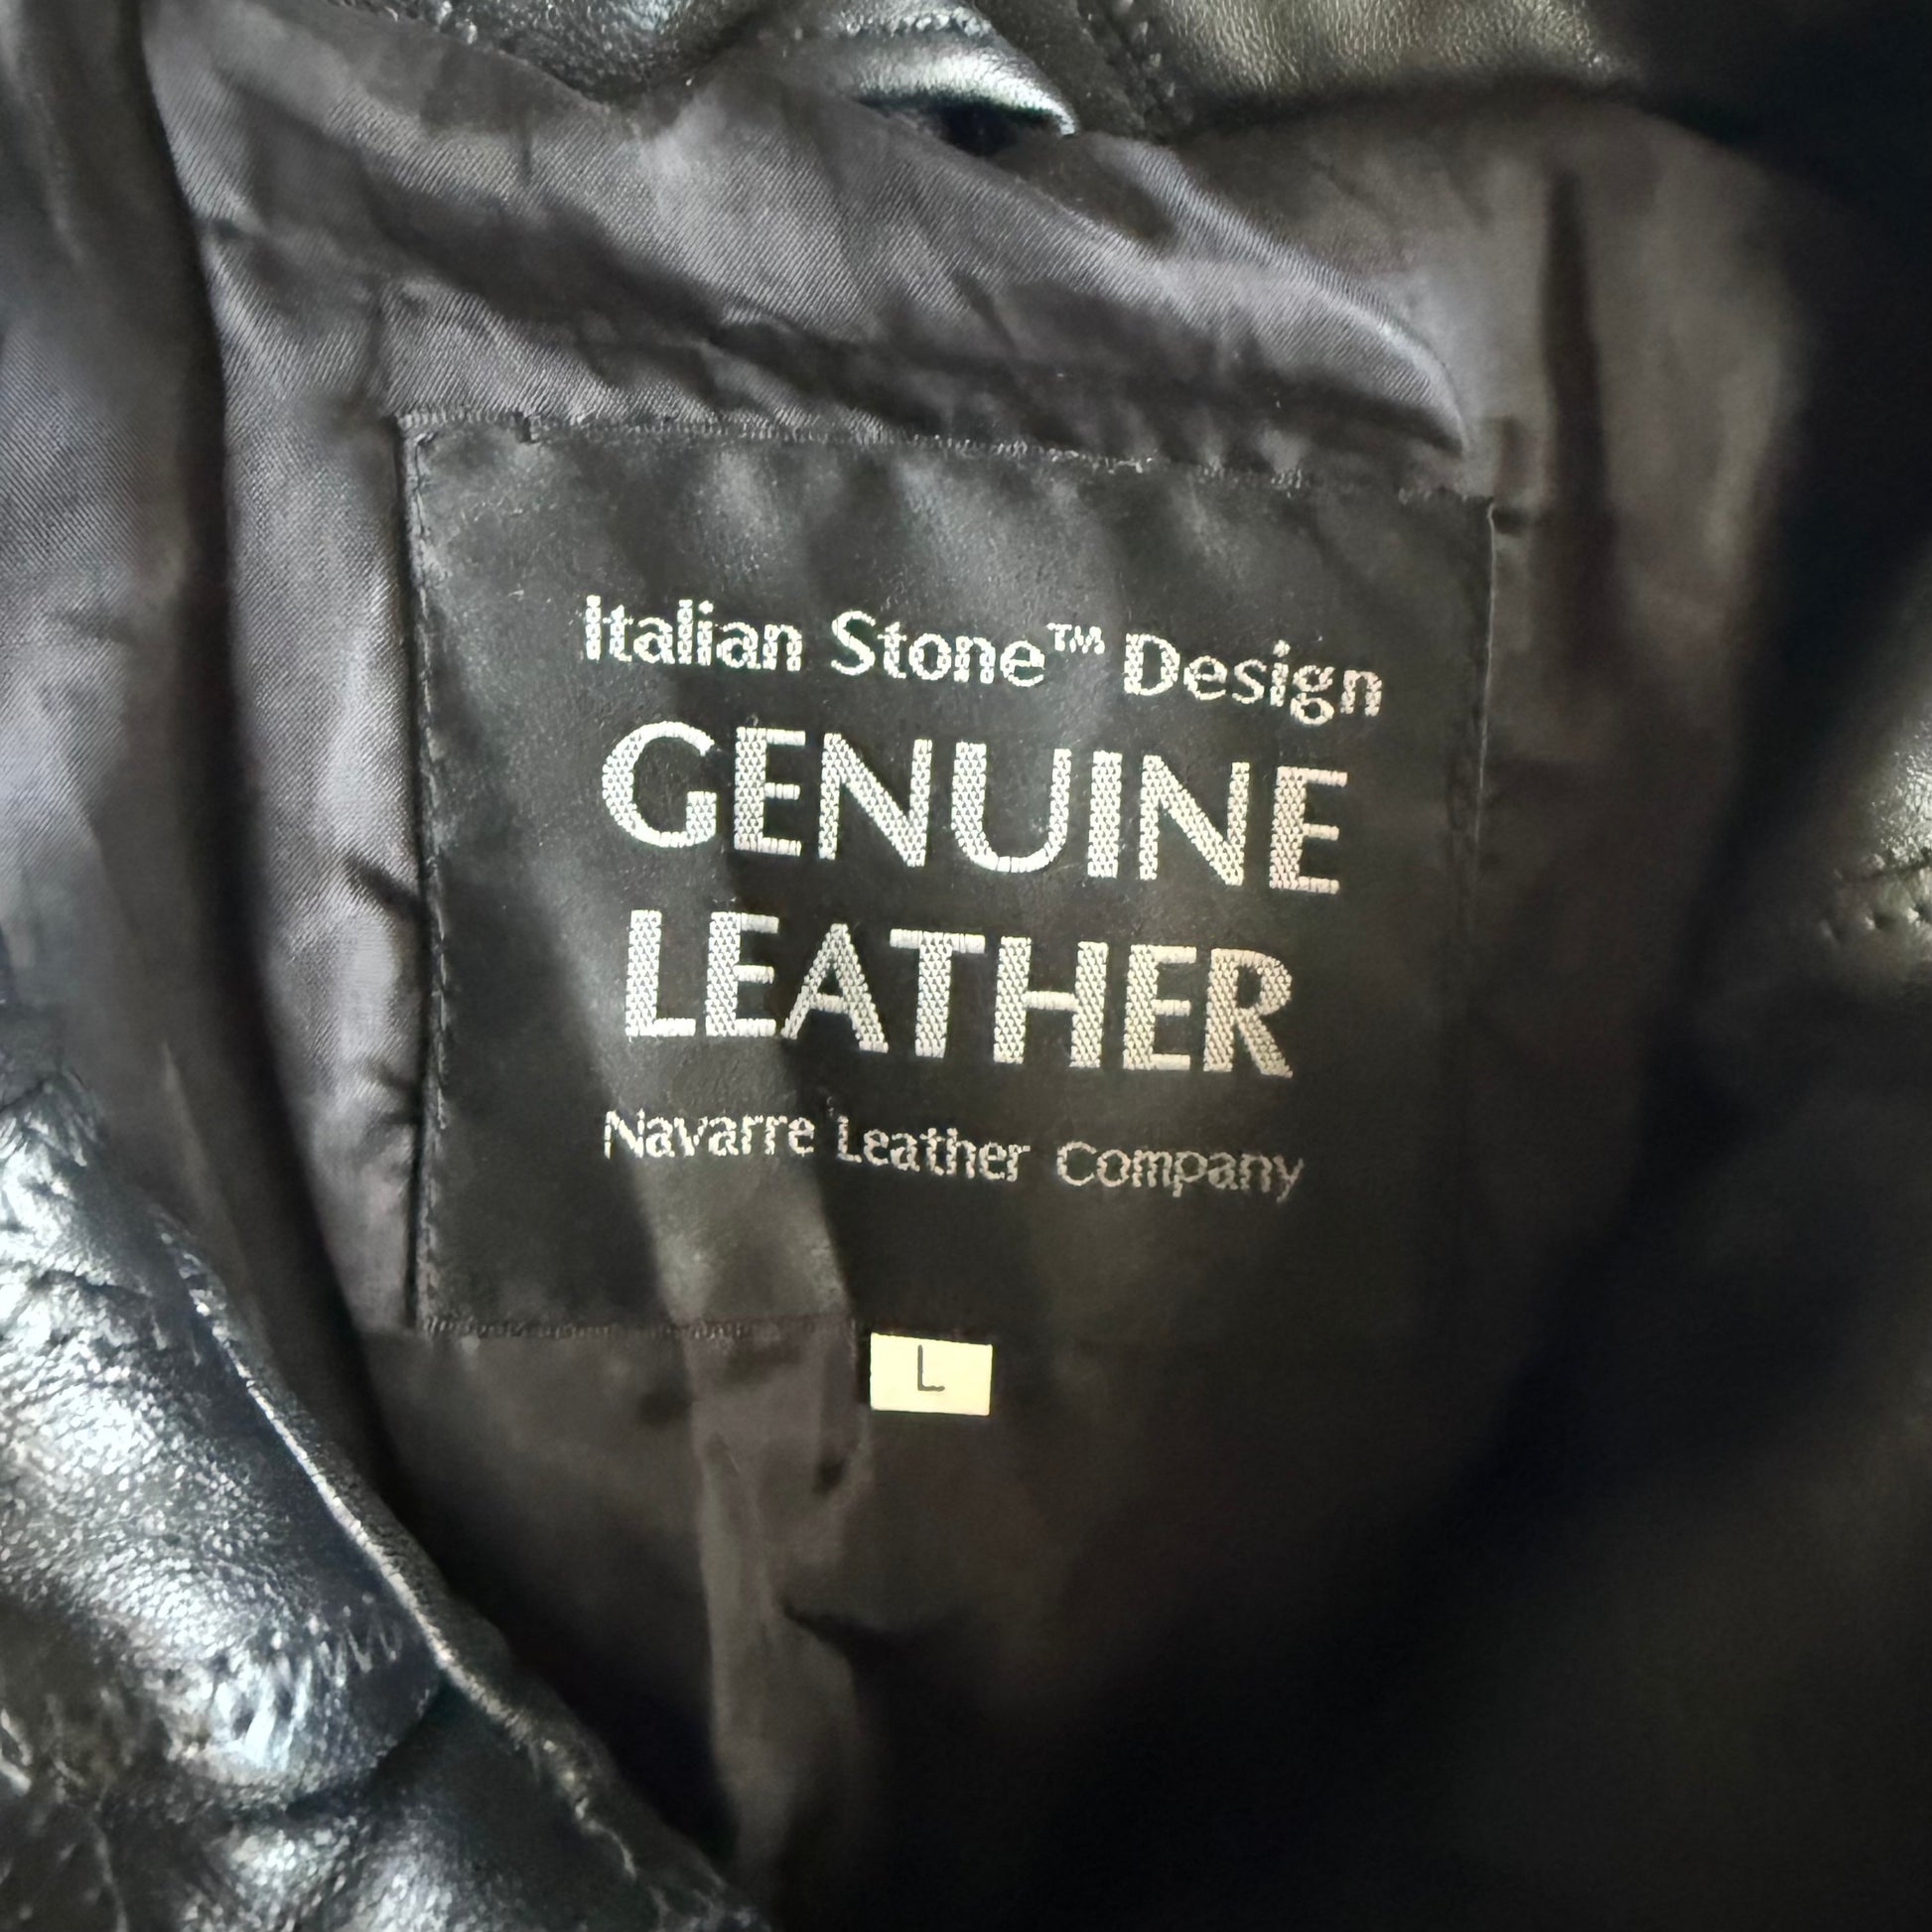 Italian Stone™ Design
GENUINE
LEATHER
Navarre Leather Company
L